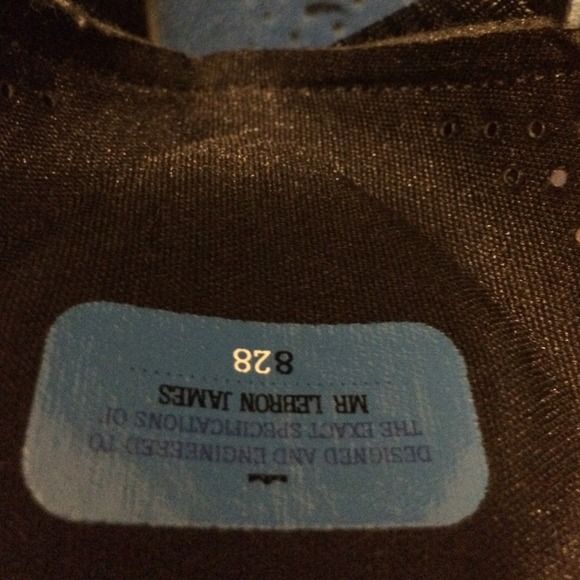 DESIGNED AND ENGINEERED TO
THE EXACT SPECIFICATIONS OF
MR LEBRON JAMES
828